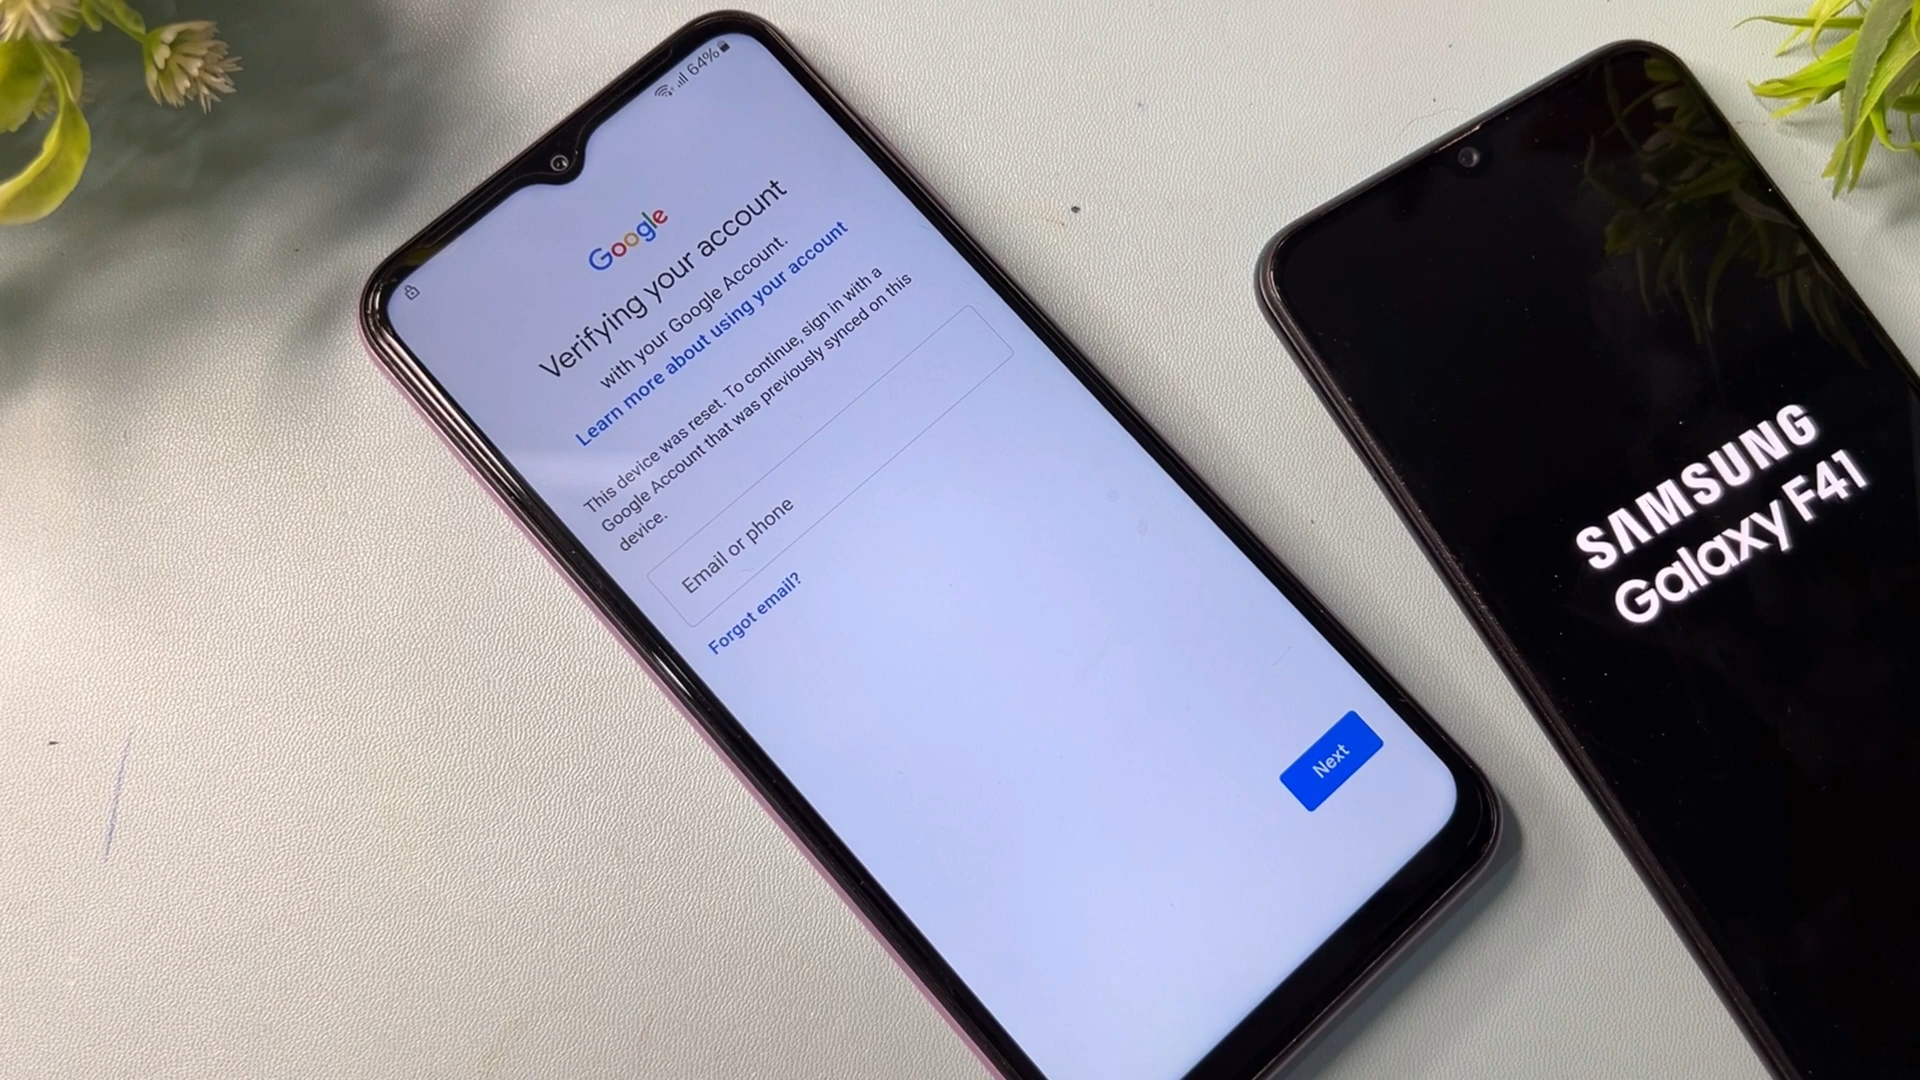 64%
Google
Verifying your account
with your Google Account.
Learn more about using your account
This device was reset. To continue, sign in with a
Google Account that was previously synced on this
device.
Email or phone
Forgot email?
Next
SAMSUNG
Galaxy F41